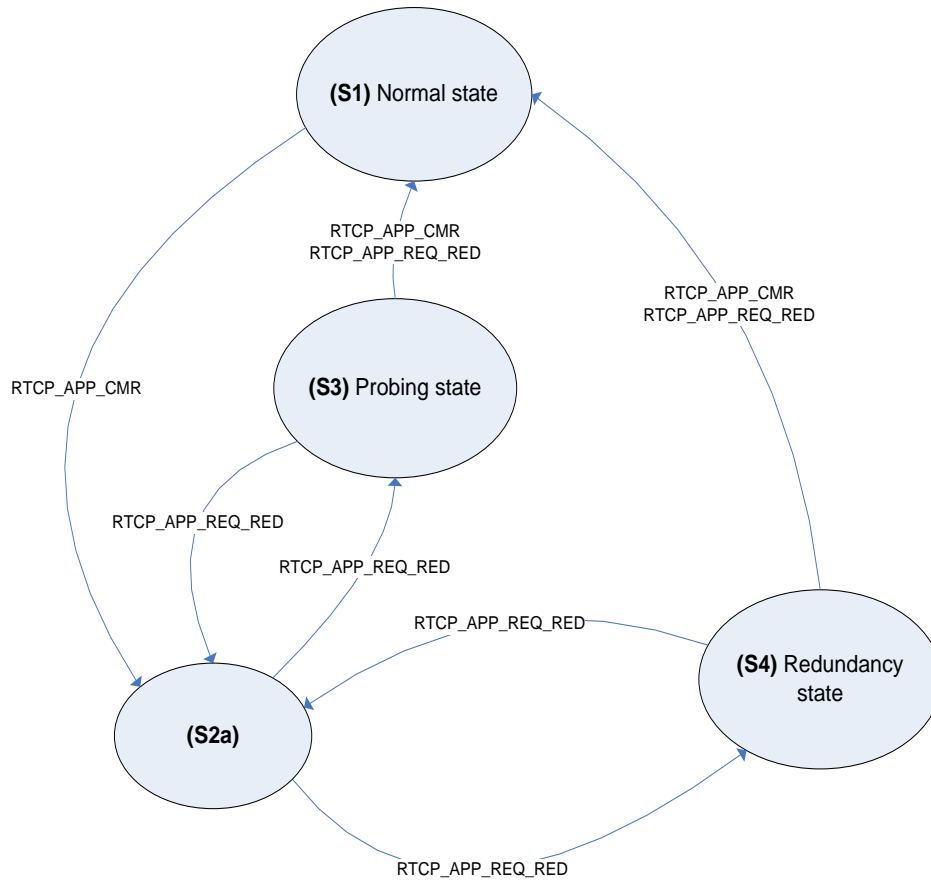 (S1) Normal state
RTCP_APP_CMR
RTCP_APP_REQ_RED
RTCP_APP_CMR
RTCP_APP_REQ_RED
RTCP_APP_CMR
(S3) Probing state
RTCP_APP_REQ_RED
RTCP_APP_REQ_RED
RTCP_APP_REQ_RED
(S4) Redundancy
state
(S2a)
RTCP_APP_REQ_RED